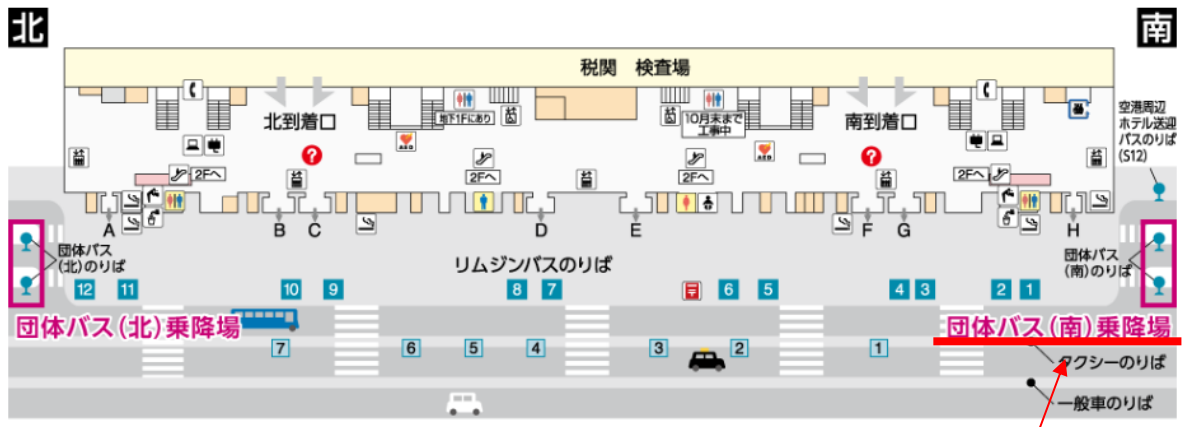 北
南
税関 検査場
地下1Fにあり
10月末まで
工事中
北到着口
南到着口
空港周辺
ホテル送迎
バスのりば
(S12)
AED
AED
?
?
2Fへ
2Fへ
2Fへ
2Fへ
A
B
C
D
E
F
G
H
団体バス
(北)のりば
団体バス
(南)のりば
リムジンバスのりば
12
11
10
9
8
7
6
5
4
3
2
1
団体バス(北)乗降場
団体バス(南)乗降場
7
6
5
4
3
2
1
タクシーのりば
一般車のりば